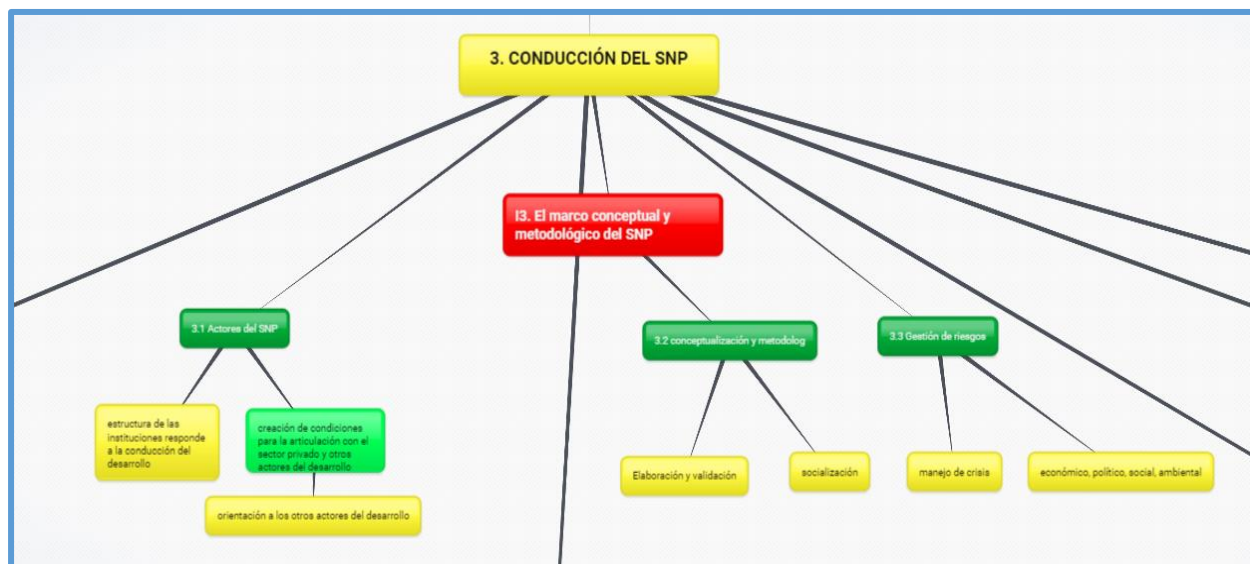 3. CONDUCCIÓN DEL SNP
I3. El marco conceptual y
metodológico del SNP
3.1 Actores del SNP
3.2 conceptualización y metodolog
3.3 Gestión de riesgos
estructura de las
instituciones responde
a la conducción del
desarrollo
creación de condiciones
para la articulación con el
sector privado y otros
actores del desarrollo
Elaboración y validación
socialización
manejo de crisis
económico, político, social, ambiental
orientación a los otros actores del desarrollo